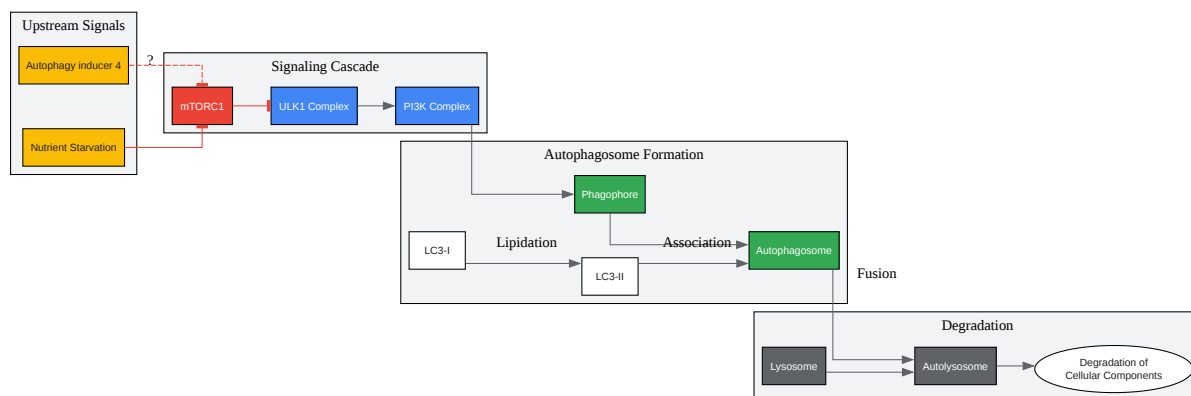 Upstream Signals
Autophagy inducer 4
?
Nutrient Starvation
Signaling Cascade
mTORC1
ULK1 Complex
PI3K Complex
Autophagosome Formation
Phagophore
LC3-I
Lipidation
LC3-II
Association
Autophagosome
Fusion
Degradation
Lysosome
Autolysosome
Degradation of
Cellular Components